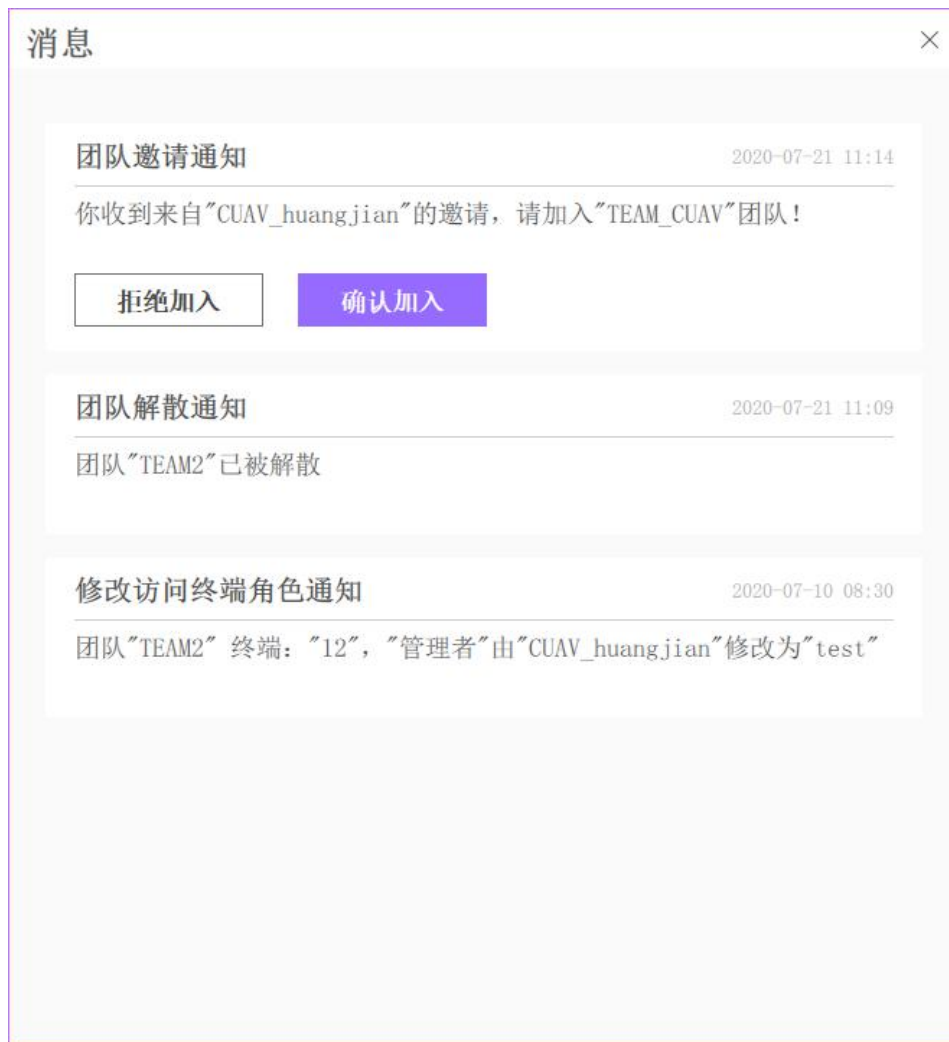 消息
团队邀请通知 2020-07-21 11:14
你收到来自"CUAV_huangjian"的邀请，请加入"TEAM_CUAV"团队！
拒绝加入 确认加入
团队解散通知 2020-07-21 11:09
团队"TEAM2"已被解散
修改访问终端角色通知 2020-07-10 08:30
团队"TEAM2" 终端："12"，"管理者"由"CUAV_huangjian"修改为"test"